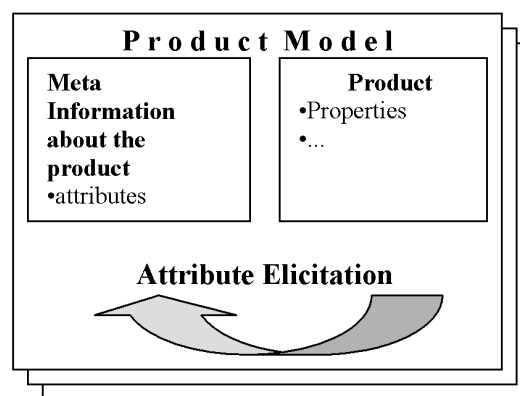 Product Model
Meta
Information
about the
product
•attributes
Product
•Properties
•...
Attribute Elicitation